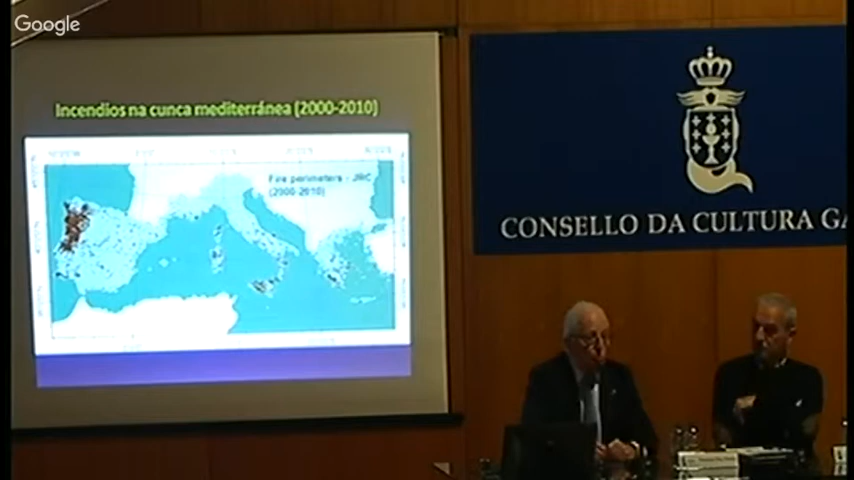 Google
Incendios na cunca mediterránea (2000-2010)
Fire perimeters - JRC
(2000-2010)
CONSELLO DA CULTURA GA